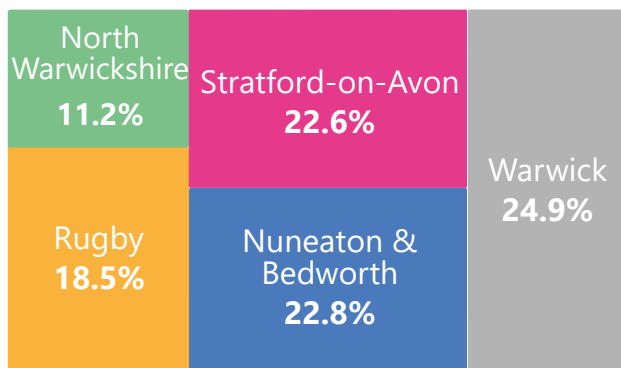 North
Warwickshire
11.2%
Stratford-on-Avon
22.6%
Warwick
24.9%
Rugby
18.5%
Nuneaton &
Bedworth
22.8%